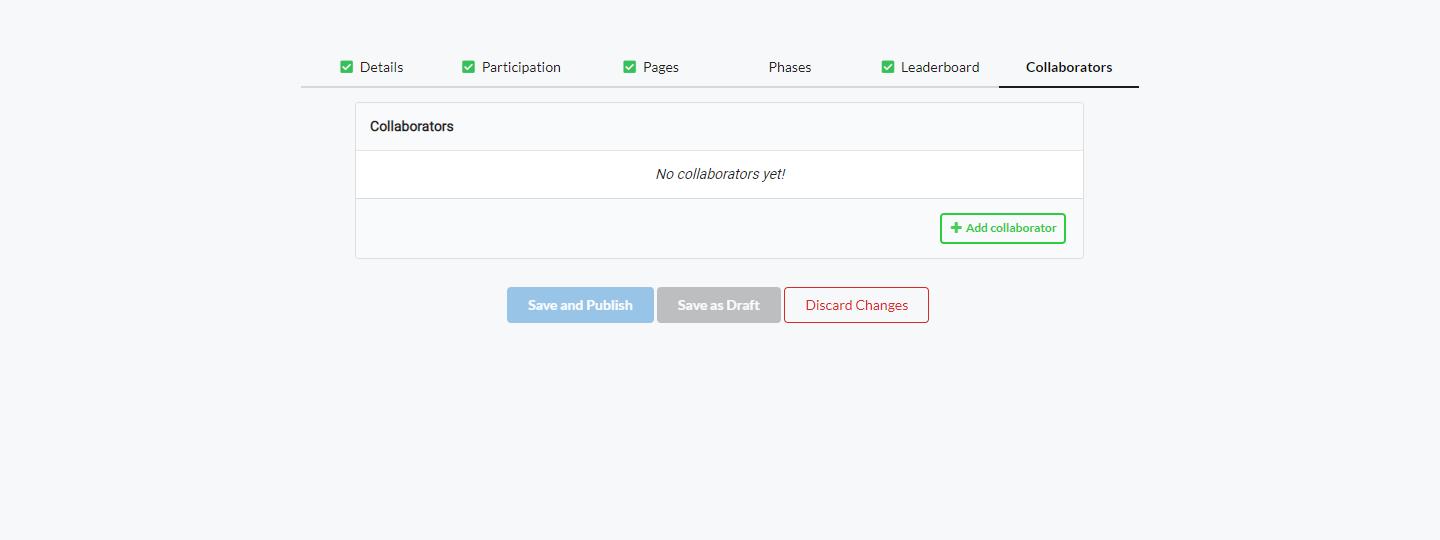 Details Participation Pages Phases Leaderboard Collaborators
Collaborators
No collaborators yet!
Add collaborator
Save and Publish Save as Draft Discard Changes